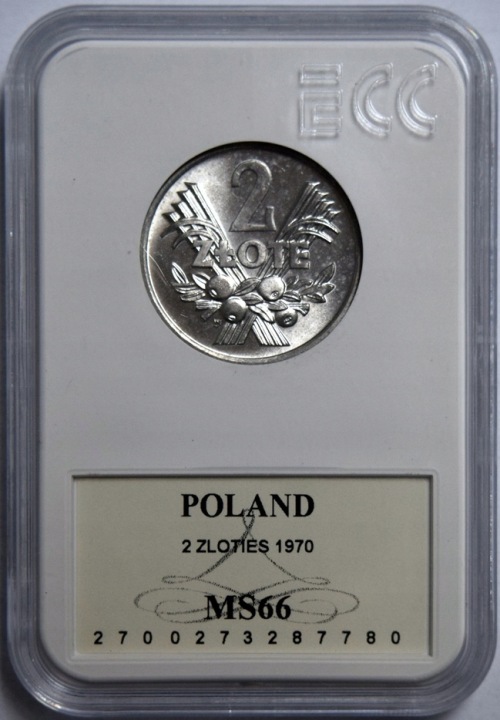 ECC
2
ZŁOTE
POLAND
2 ZLOTIES 1970
MS66
2700273287780